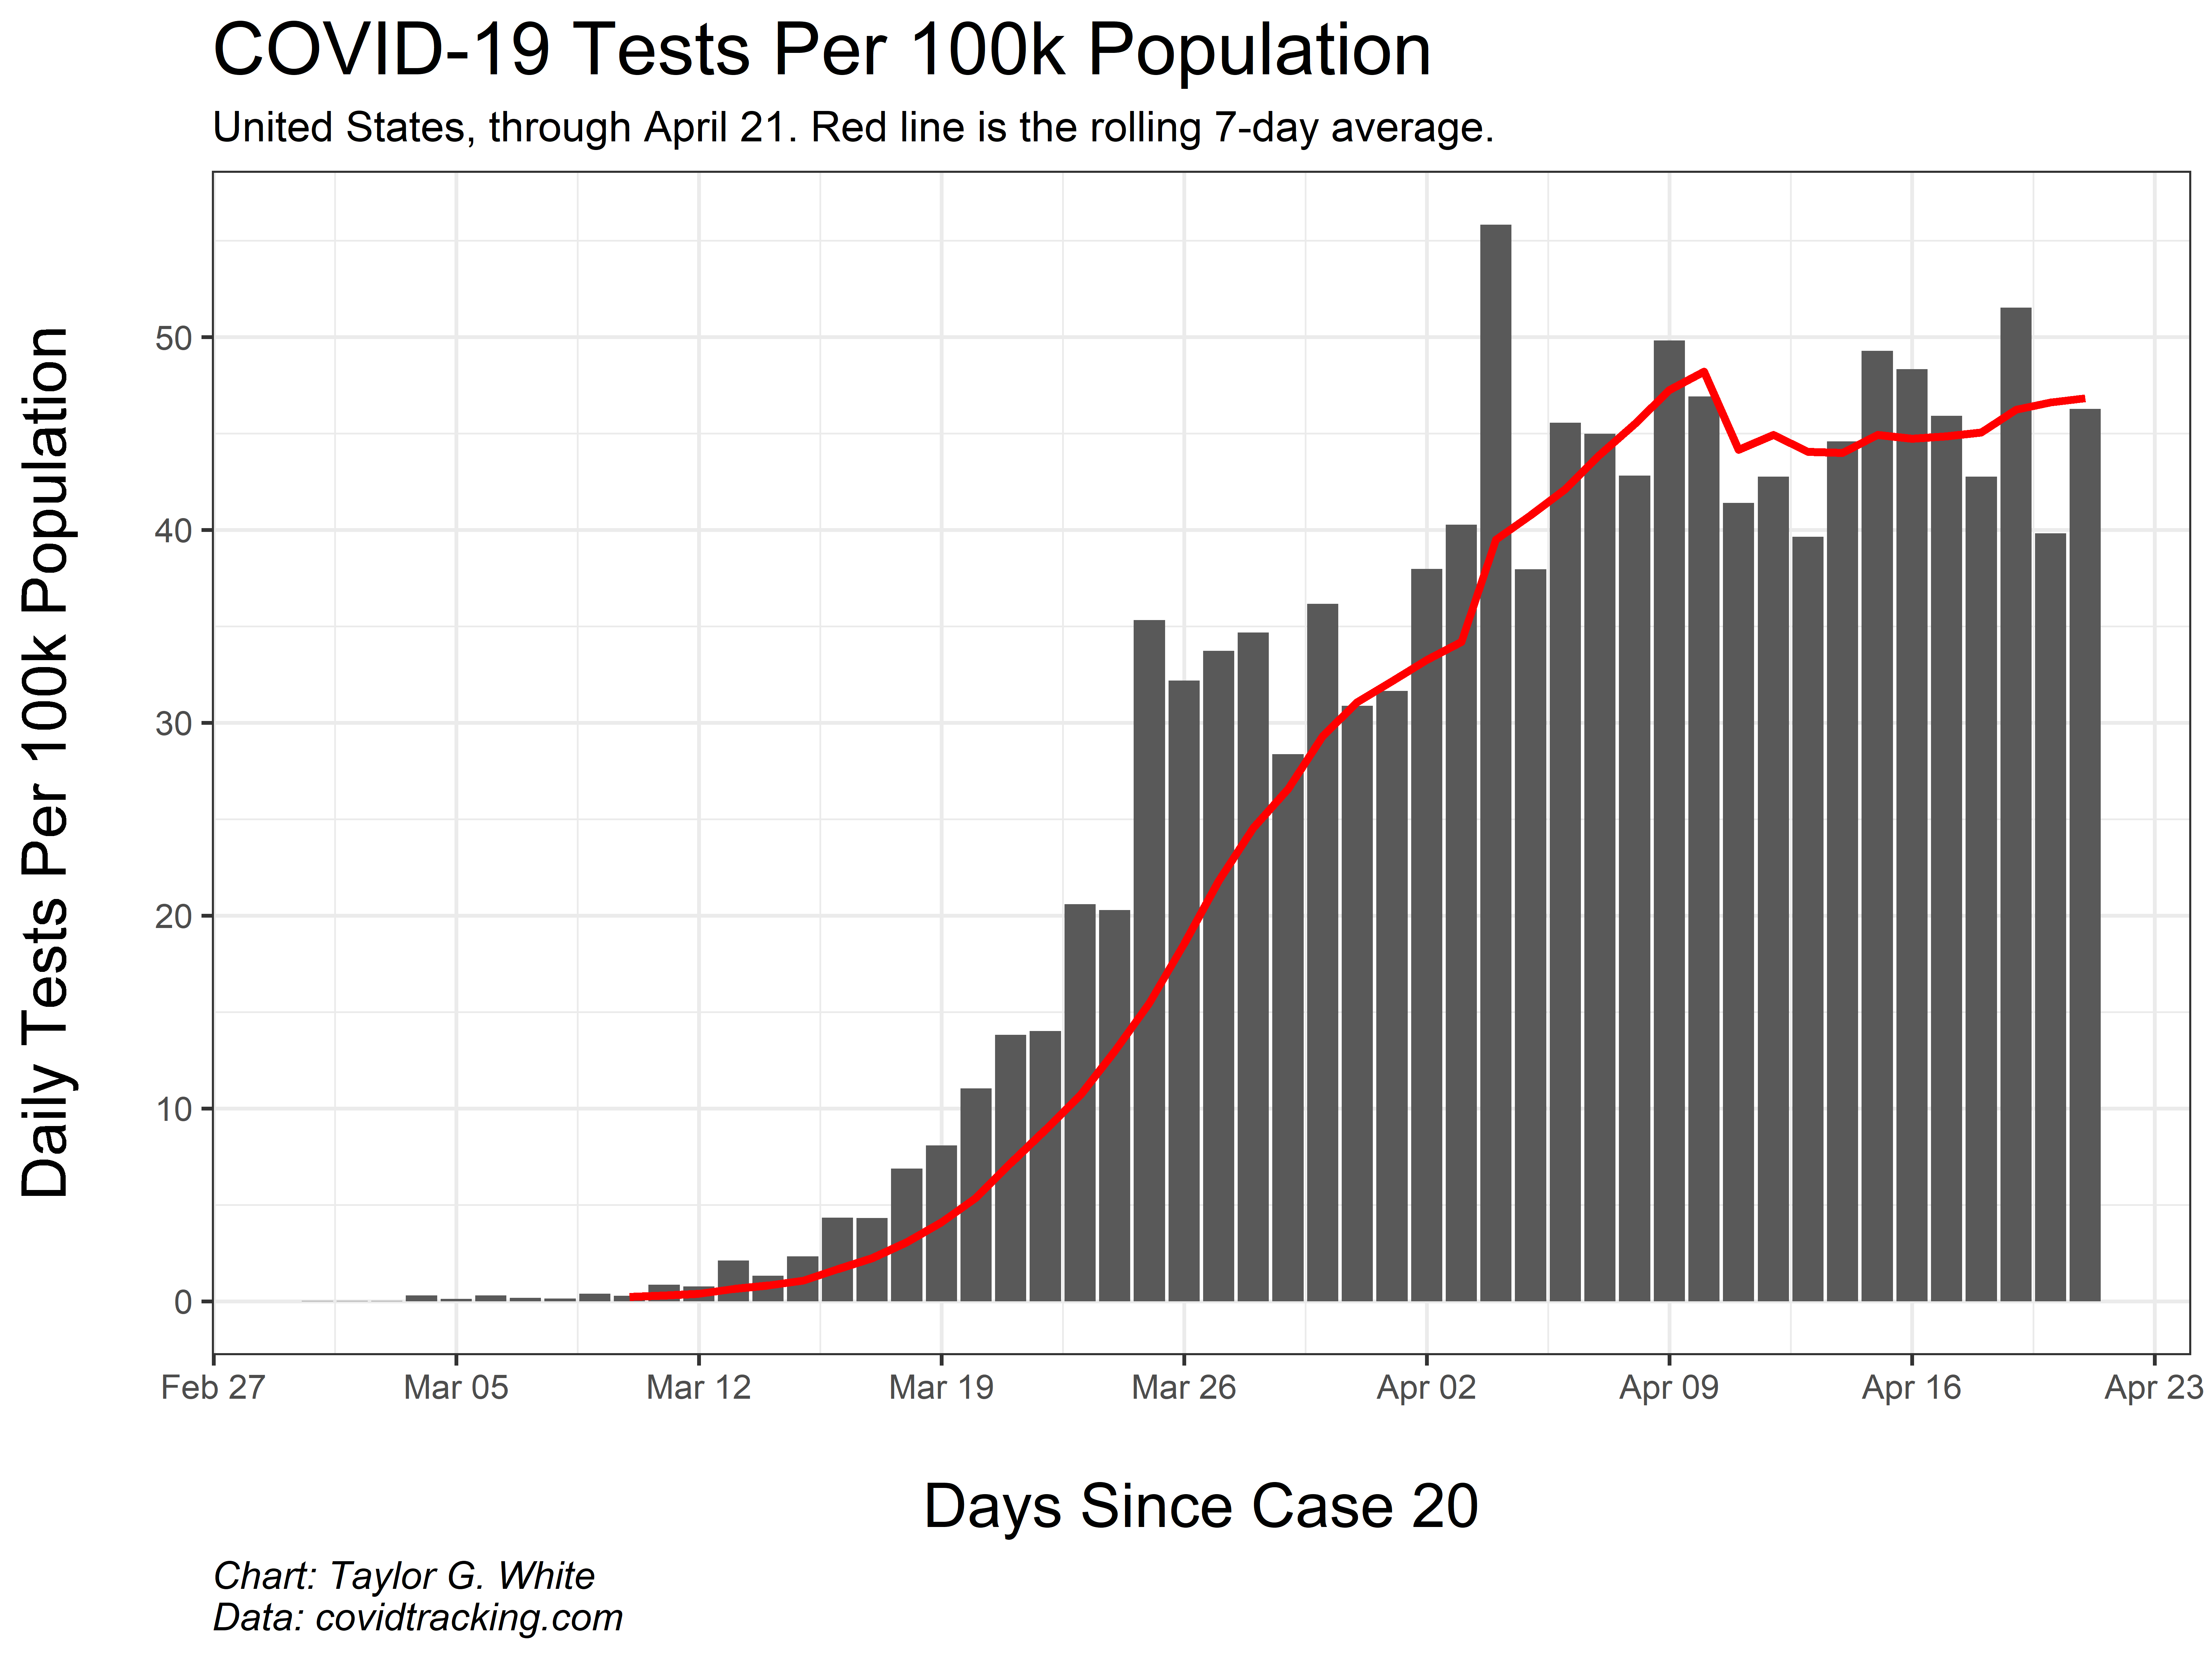 COVID-19 Tests Per 100k Population
United States, through April 21. Red line is the rolling 7-day average.
Daily Tests Per 100k Population
50
40
30
20
10
0
Feb 27 Mar 05 Mar 12 Mar 19 Mar 26 Apr 02 Apr 09 Apr 16 Apr 23
Days Since Case 20
Chart: Taylor G. White
Data: covidtracking.com